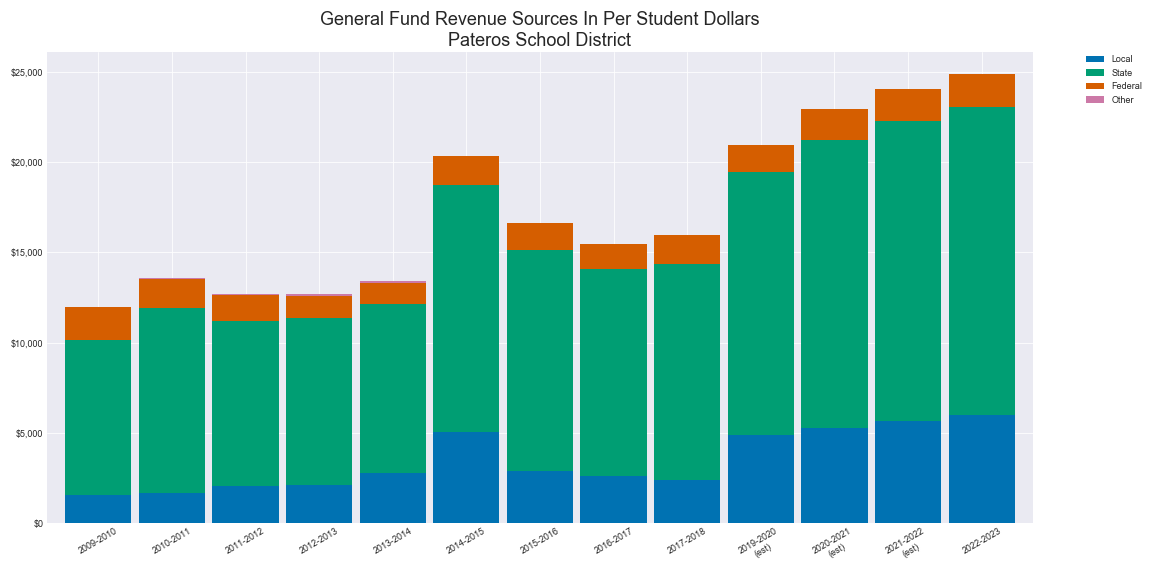 General Fund Revenue Sources In Per Student Dollars
Pateros School District
Local
State
Federal
Other
$25,000
$20,000
$15,000
$10,000
$5,000
$0
2009-2010
2010-2011
2011-2012
2012-2013
2013-2014
2014-2015
2015-2016
2016-2017
2017-2018
2019-2020
(est)
2020-2021
(est)
2021-2022
(est)
2022-2023